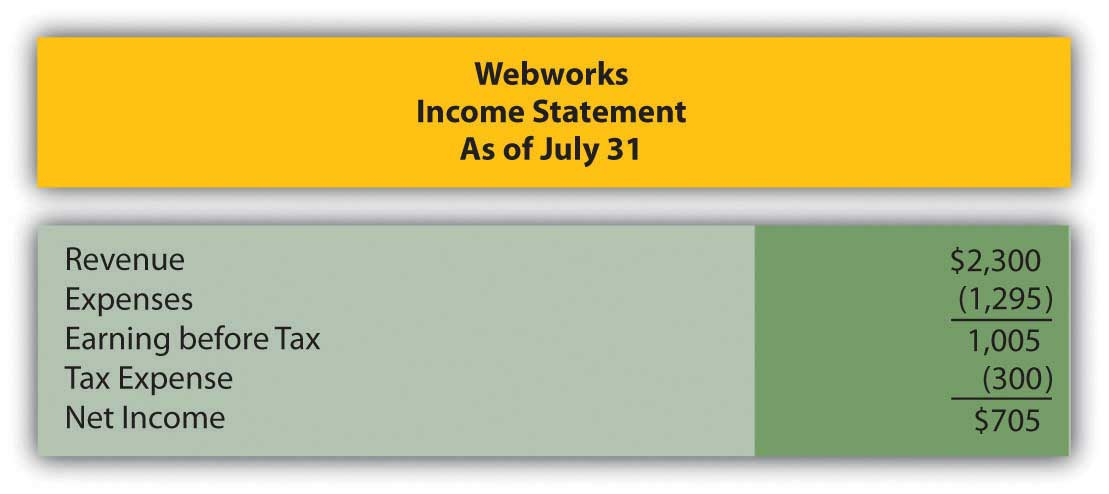 Webworks
Income Statement
As of July 31
Revenue $2,300
Expenses (1,295)
Earning before Tax 1,005
Tax Expense (300)
Net Income $705